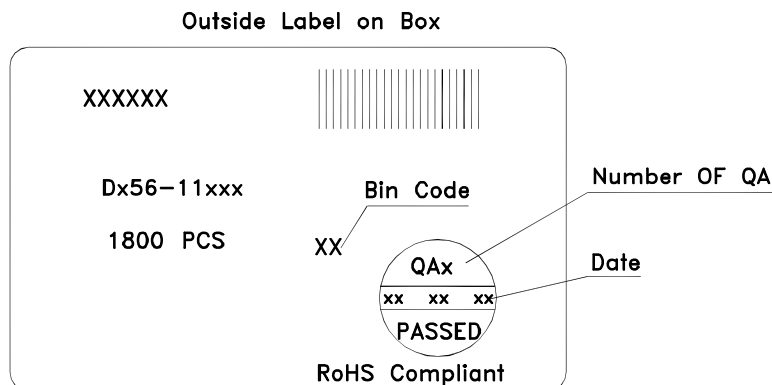 Outside Label on Box
XXXXXX
Dx56-11xxx
Bin Code
Number OF QA
1800 PCS
XX
QAx
Date
xx xx xx
PASSED
RoHS Compliant